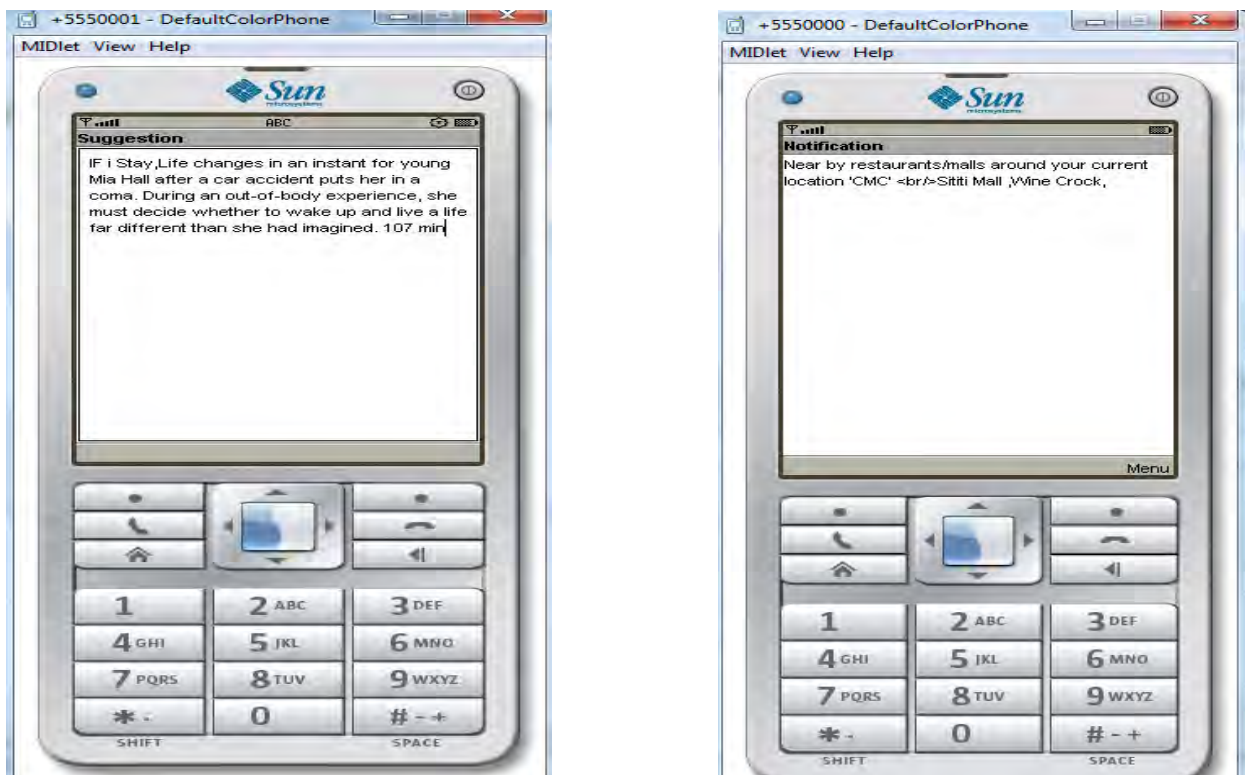 +5550001 - DefaultColorPhone
MIDlet View Help
Sun
microsystems
ABC
Suggestion
IF i Stay,Life changes in an instant for young
Mia Hall after a car accident puts her in a
coma. During an out-of-body experience, she
must decide whether to wake up and live a life
far different than she had imagined. 107 min
1
2 ABC
3 DEF
4 GHI
5 JKL
6 MNO
7 PQRS
8 TUV
9 WXYZ
* -
0
# - +
SHIFT
SPACE
+5550000 - DefaultColorPhone
MIDlet View Help
Sun
microsystems
Notification
Near by restaurants/malls around your current
location 'CMC' <br/>Sititi Mall ,Wine Crock,
Menu
1
2 ABC
3 DEF
4 GHI
5 JKL
6 MNO
7 PQRS
8 TUV
9 WXYZ
* -
0
# - +
SHIFT
SPACE